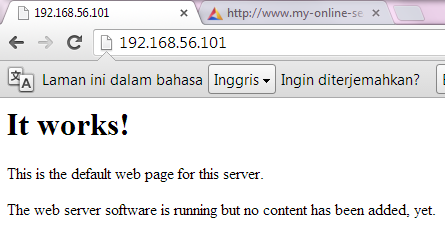 192.168.56.101
http://www.my-online-se
192.168.56.101
Laman ini dalam bahasa Inggris Ingin diterjemahkan?
It works!
This is the default web page for this server.
The web server software is running but no content has been added, yet.